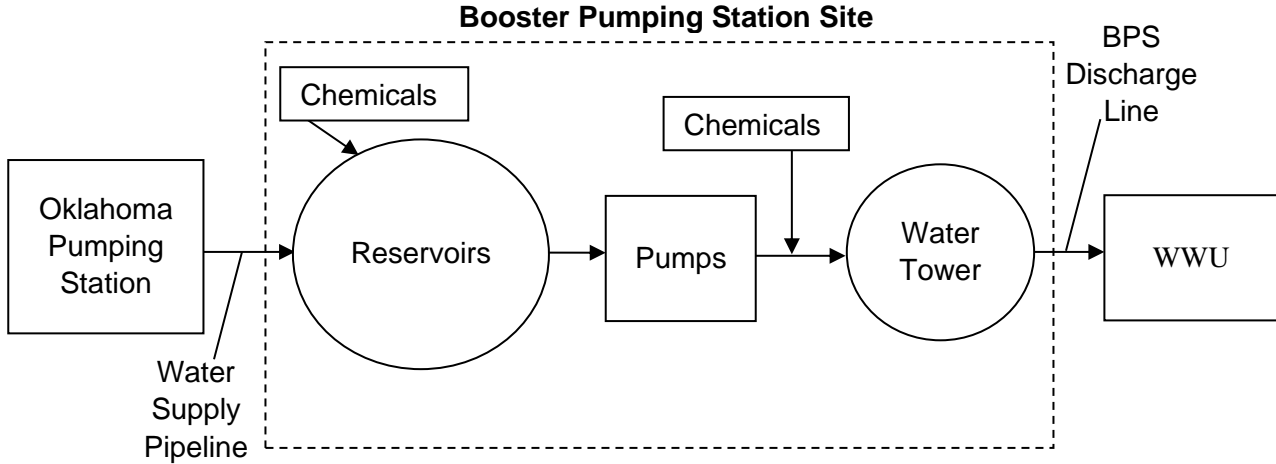 Booster Pumping Station Site
BPS
Discharge
Line
Chemicals
Chemicals
Oklahoma
Pumping
Station
Reservoirs
Pumps
Water
Tower
WWU
Water
Supply
Pipeline